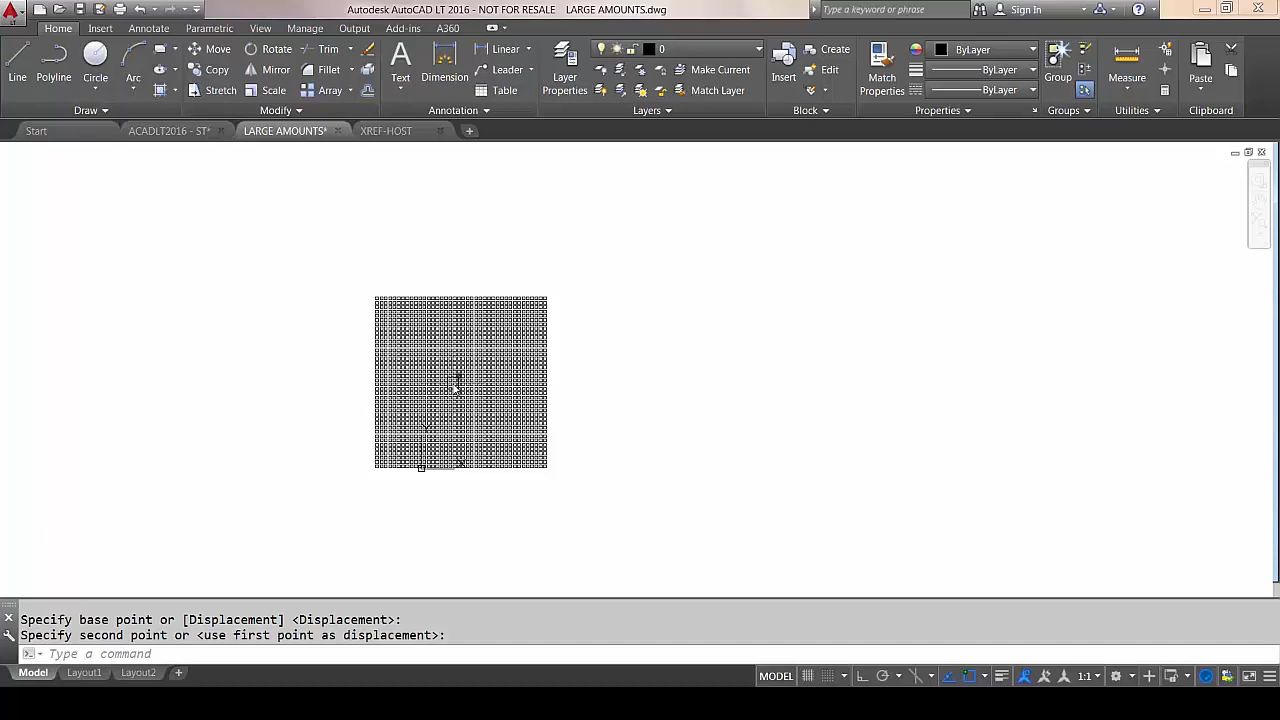 Autodesk AutoCAD LT 2016 - NOT FOR RESALE LARGE AMOUNTS.dwg
Type a keyword or phrase
Sign In
LT
Home Insert Annotate Parametric View Manage Output Add-ins A360
Line Polyline Circle Arc
Move Rotate Trim
Copy Mirror Fillet
Stretch Scale Array
Text Dimension
Linear
Leader
Table
Layer Properties
0
Make Current
Match Layer
Insert
Create
Edit
Match Properties
ByLayer
ByLayer
ByLayer
Group
Measure
Paste
Draw Modify Annotation Layers Block Properties Groups Utilities Clipboard
Start ACADLT2016 - ST* LARGE AMOUNTS* XREF-HOST
Specify base point or [Displacement] <Displacement>:
Specify second point or <use first point as displacement>:
Type a command
Model Layout1 Layout2
MODEL 1:1